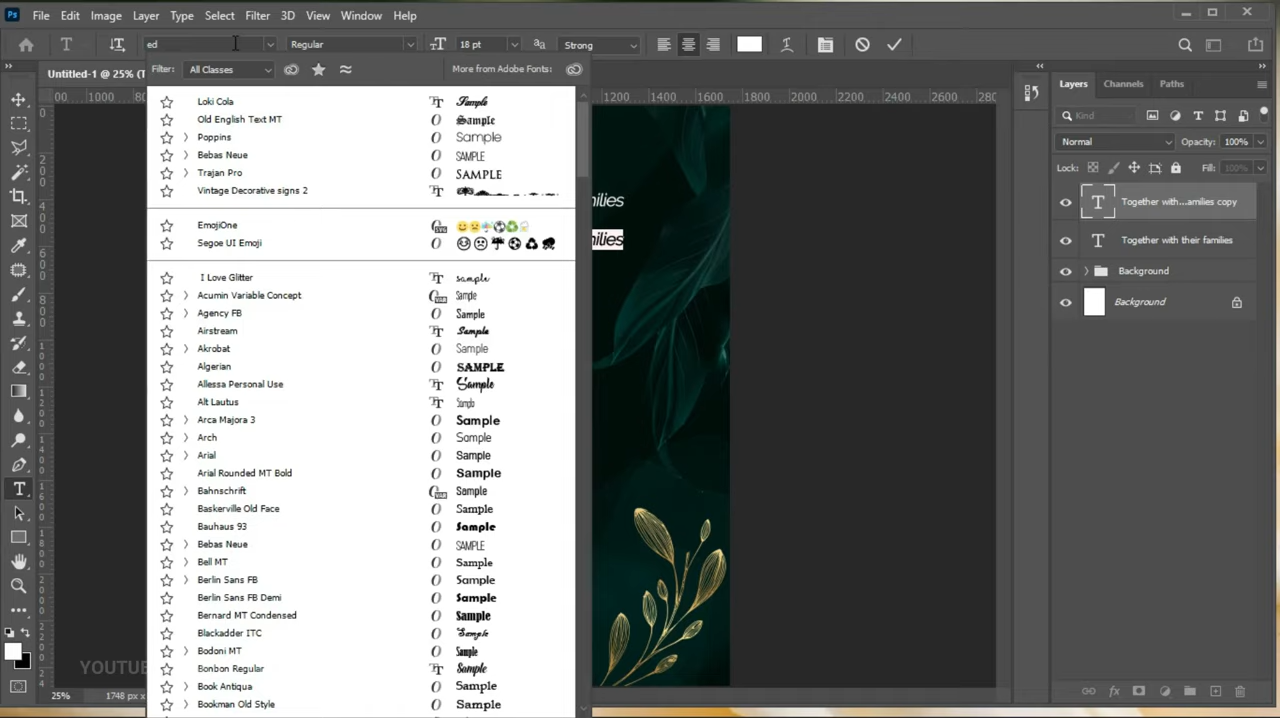 File Edit Image Layer Type Select Filter 3D View Window Help
ed Regular 18 pt Strong
Filter: All Classes More from Adobe Fonts:
Untitled-1 @ 25% (T
00 1000 1200 1400 1600 1800 2000 2200 2400 2600
Loki Cola Sample
Old English Text MT Sample
Poppins Sample
Bebas Neue SAMPLE
Trajan Pro SAMPLE
Vintage Decorative signs 2
EmojiOne
Segoe UI Emoji
I Love Glitter sample
Acumin Variable Concept Sample
Agency FB Sample
Airstream Sample
Akrobat Sample
Algerian SAMPLE
Allessa Personal Use Sample
Alt Lautus Sample
Arca Majora 3 Sample
Arch Sample
Arial Sample
Arial Rounded MT Bold Sample
Bahnschrift Sample
Baskerville Old Face Sample
Bauhaus 93 Sample
Bebas Neue SAMPLE
Bell MT Sample
Berlin Sans FB Sample
Berlin Sans FB Demi Sample
Bernard MT Condensed Sample
Blackadder ITC Sample
Bodoni MT Sample
Bonbon Regular Sample
Book Antiqua Sample
Bookman Old Style Sample
milies
milies
Layers Channels Paths
Kind
Normal Opacity: 100%
Lock: Fill: 100%
Together with...amilies copy
Together with their families
Background
Background
YOUTUB
25% 1748 px x